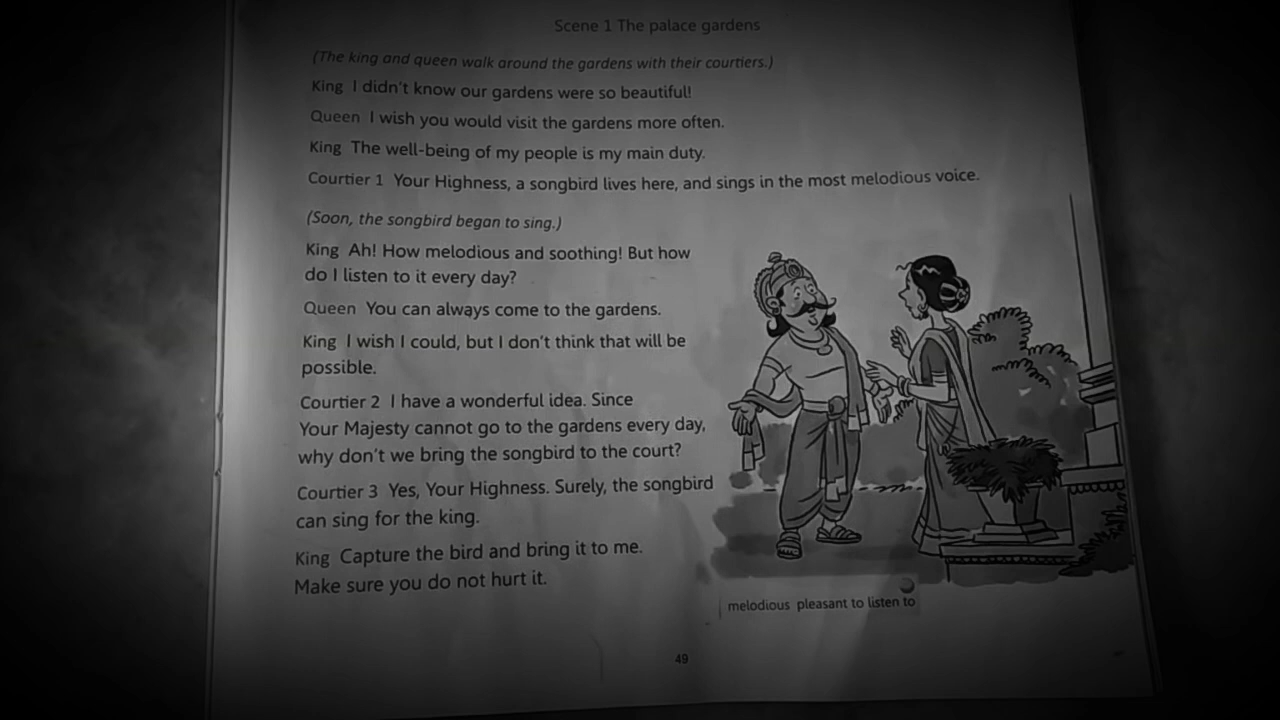 Scene 1 The palace gardens
(The king and queen walk around the gardens with their courtiers.)
King I didn't know our gardens were so beautiful!
Queen I wish you would visit the gardens more often.
King The well-being of my people is my main duty.
Courtier 1 Your Highness, a songbird lives here, and sings in the most melodious voice.
(Soon, the songbird began to sing.)
King Ah! How melodious and soothing! But how
do I listen to it every day?
Queen You can always come to the gardens.
King I wish I could, but I don't think that will be
possible.
Courtier 2 I have a wonderful idea. Since
Your Majesty cannot go to the gardens every day,
why don't we bring the songbird to the court?
Courtier 3 Yes, Your Highness. Surely, the songbird
can sing for the king.
King Capture the bird and bring it to me.
Make sure you do not hurt it.
melodious pleasant to listen to
49